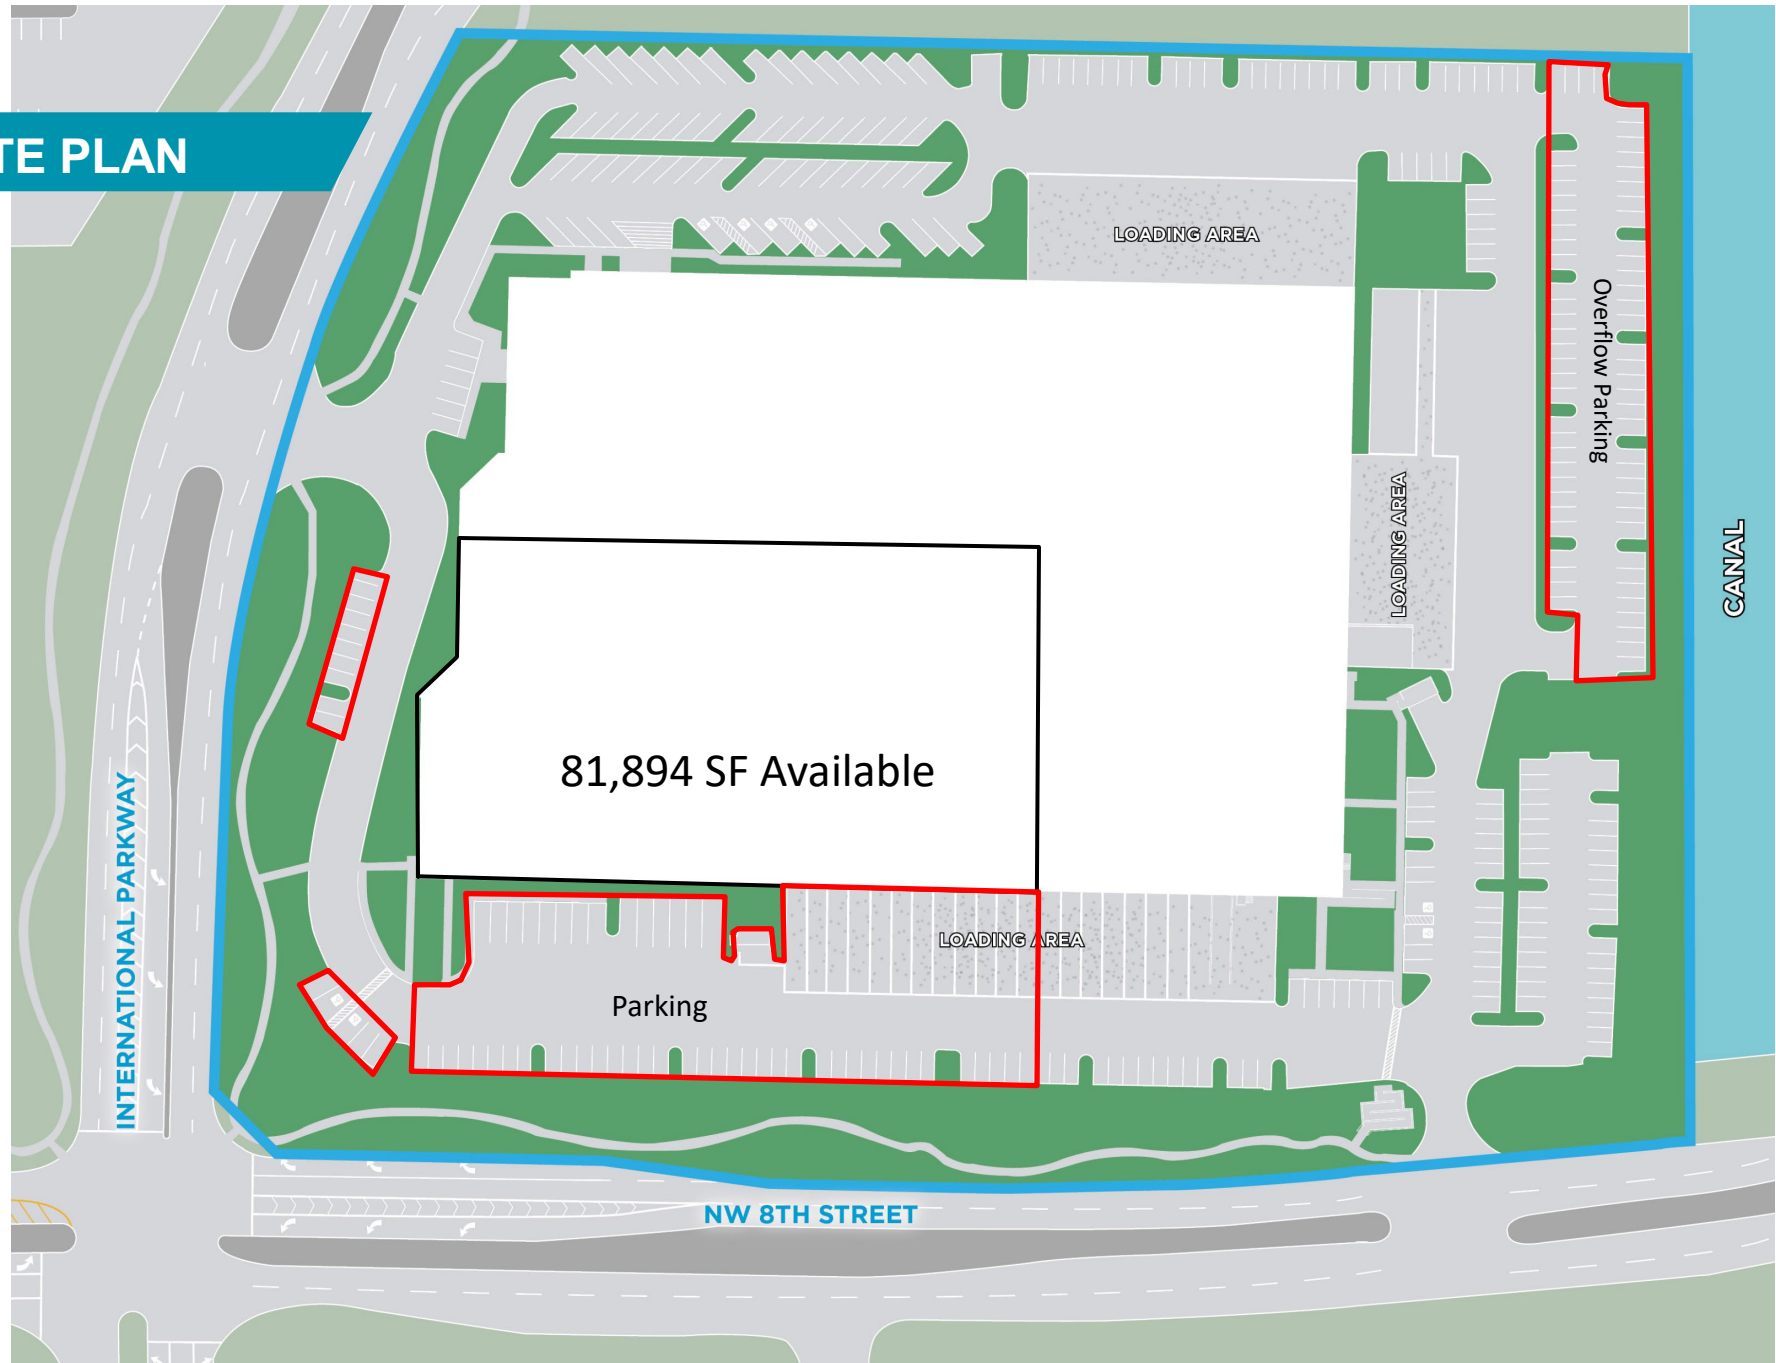 TE PLAN
LOADING AREA
Overflow Parking
LOADING AREA
CANAL
81,894 SF Available
INTERNATIONAL PARKWAY
LOADING AREA
Parking
NW 8TH STREET